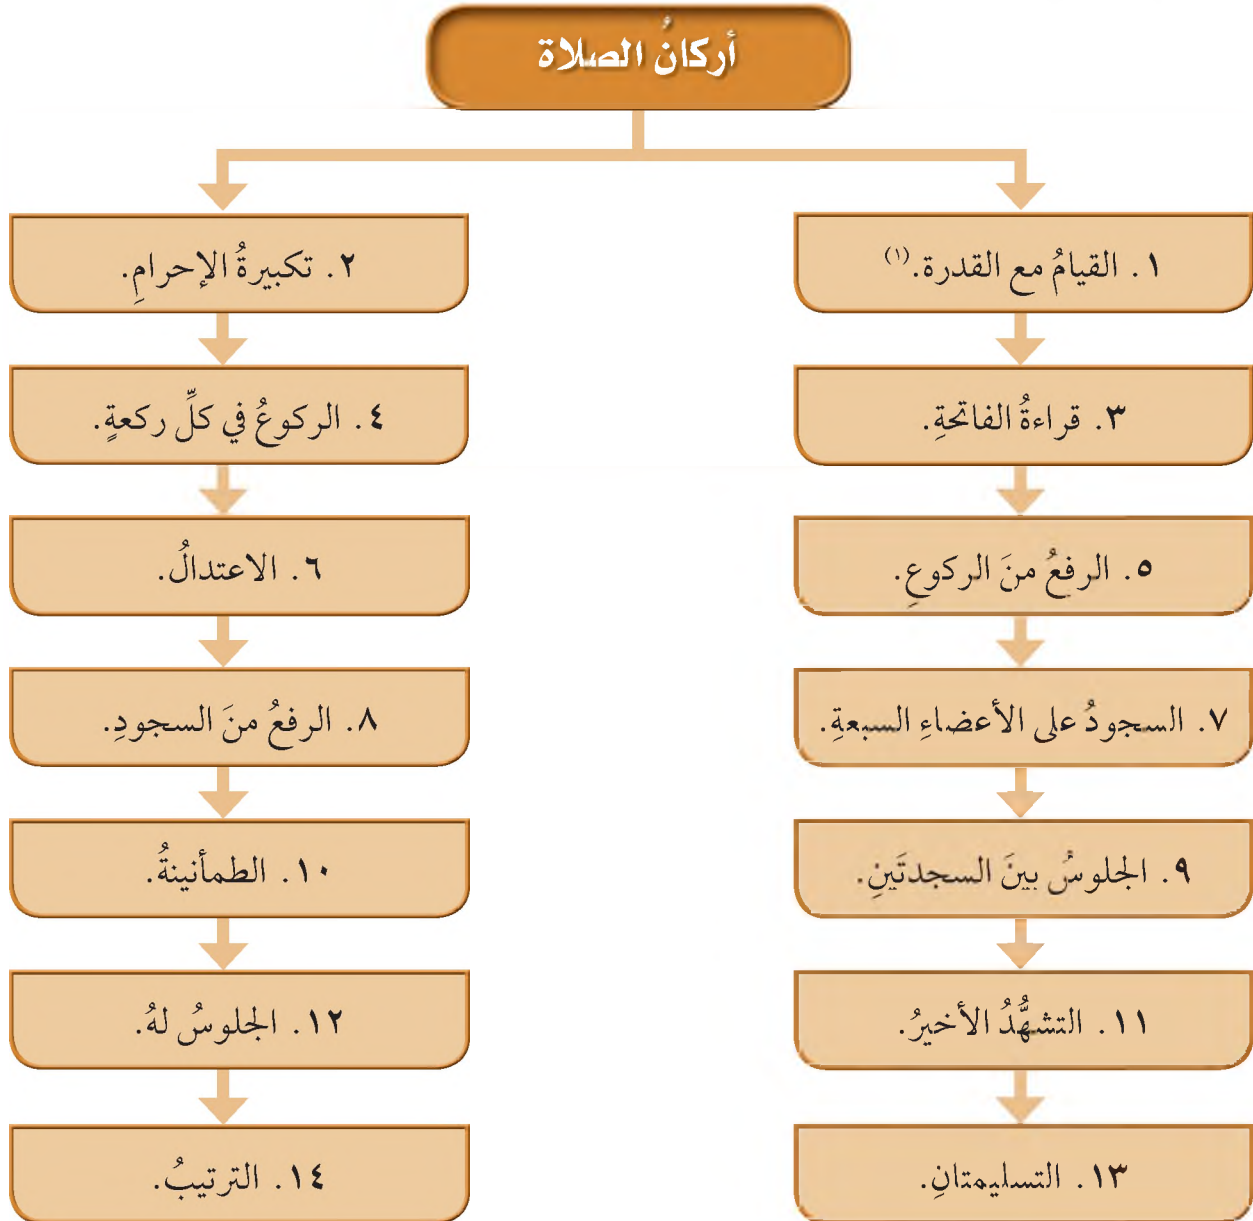 أركانُ الصلاة
١. القيامُ مع القدرة.(١)
٢. تكبيرةُ الإحرامِ.
٣. قراءةُ الفاتحةِ.
٤. الركوعُ في كلِّ ركعةٍ.
٥. الرفعُ منَ الركوعِ.
٦. الاعتدالُ.
٧. السجودُ على الأعضاءِ السبعةِ.
٨. الرفعُ منَ السجودِ.
٩. الجلوسُ بينَ السجدتَينِ.
١٠. الطمأنينةُ.
١١. التشهُّدُ الأخيرُ.
١٢. الجلوسُ لهُ.
١٣. التسليمتانِ.
١٤. الترتيبُ.